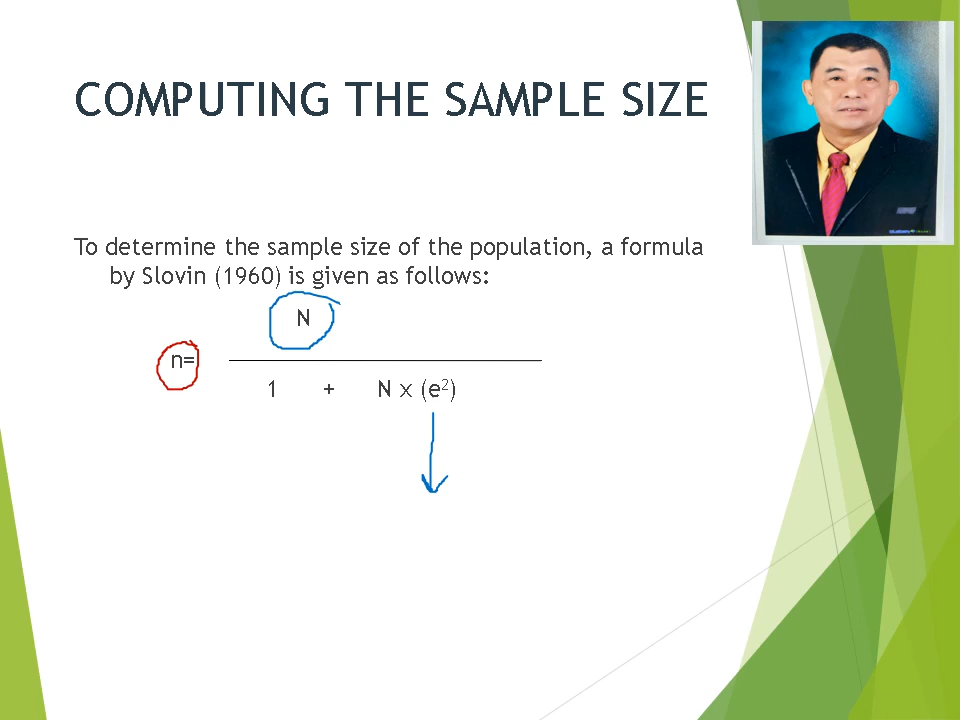 COMPUTING THE SAMPLE SIZE
To determine the sample size of the population, a formula
by Slovin (1960) is given as follows:
N
n=
1 + N x (e²)